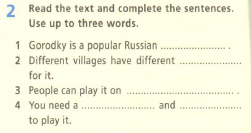 2 Read the text and complete the sentences.
Use up to three words.
1 Gorodky is a popular Russian ........................ .
2 Different villages have different .....................
for it.
3 People can play it on .................................... .
4 You need a ......................... and .....................
to play it.